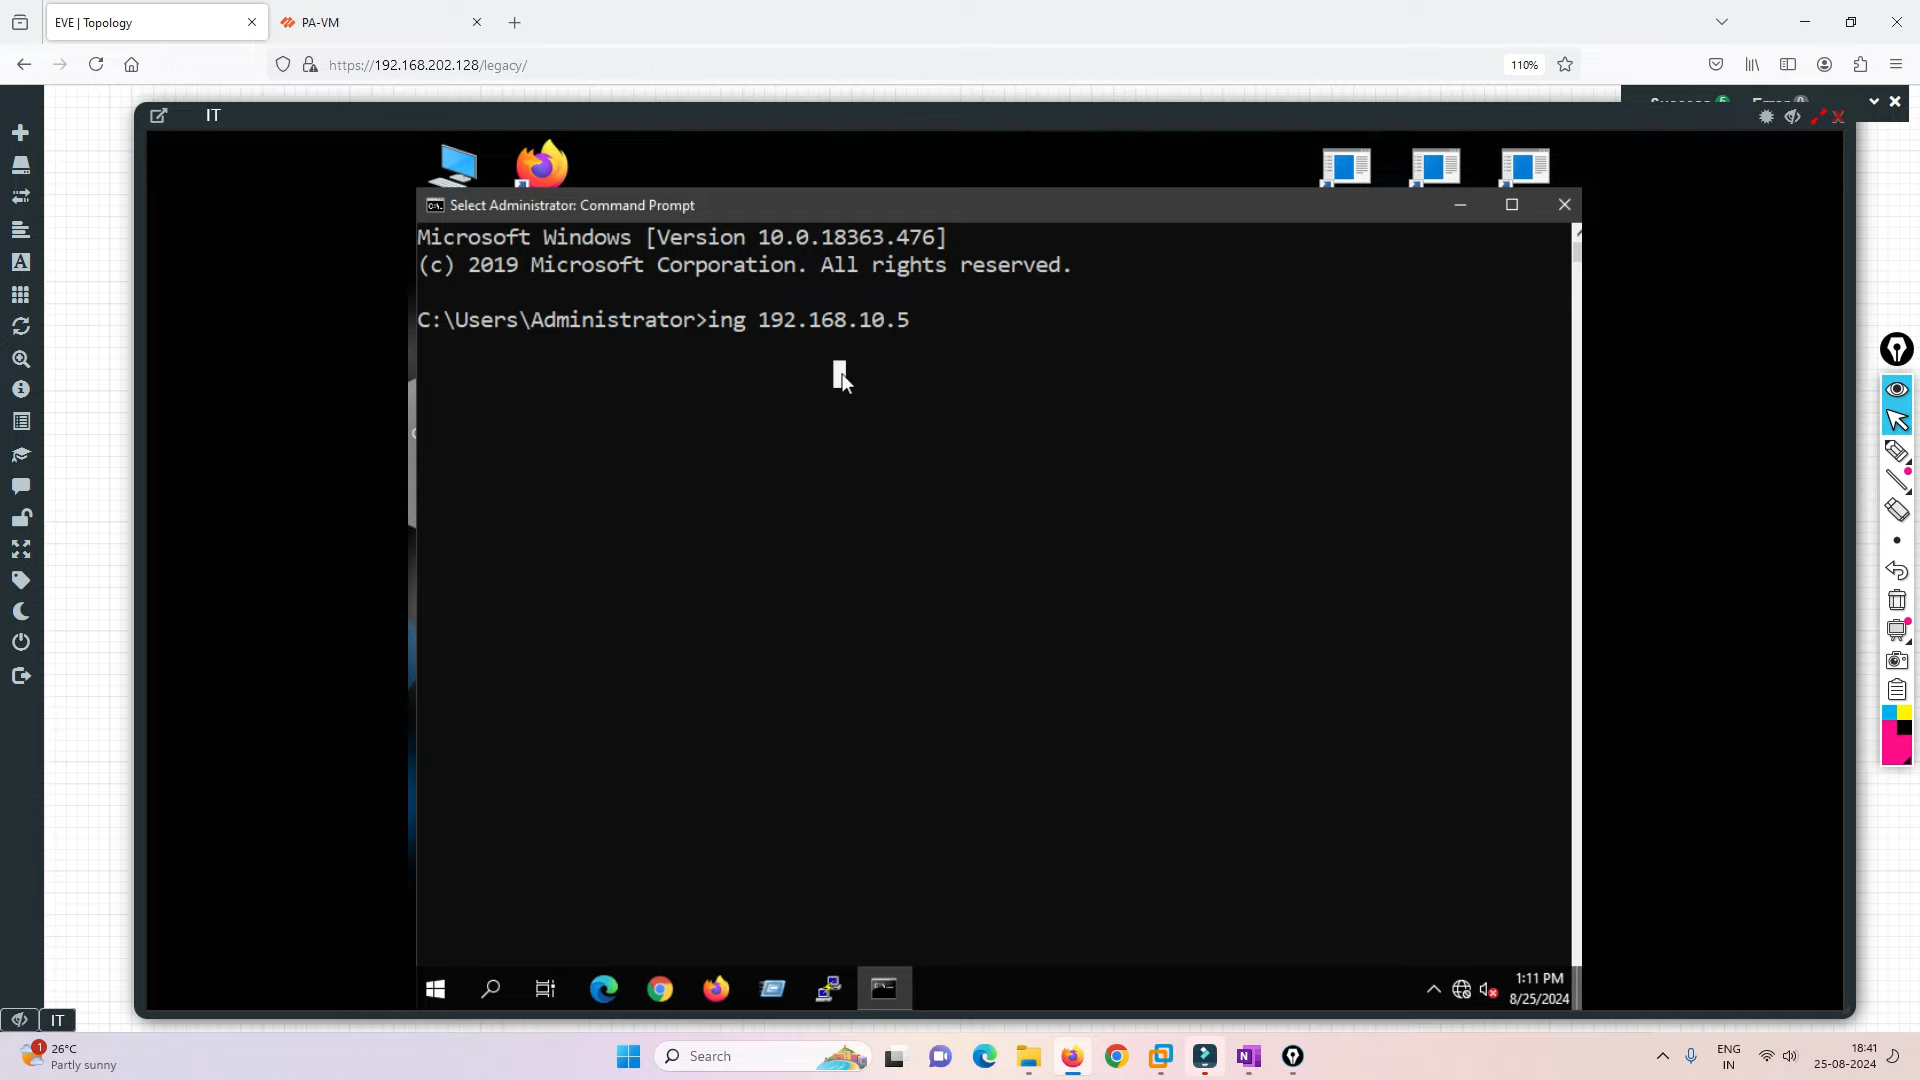 EVE | Topology
PA-VM
https://192.168.202.128/legacy/
110%
IT
Select Administrator: Command Prompt
Microsoft Windows [Version 10.0.18363.476]
(c) 2019 Microsoft Corporation. All rights reserved.
C:\Users\Administrator>ing 192.168.10.5
1:11 PM
8/25/2024
IT
1
26°C
Partly sunny
Search
ENG
IN
18:41
25-08-2024